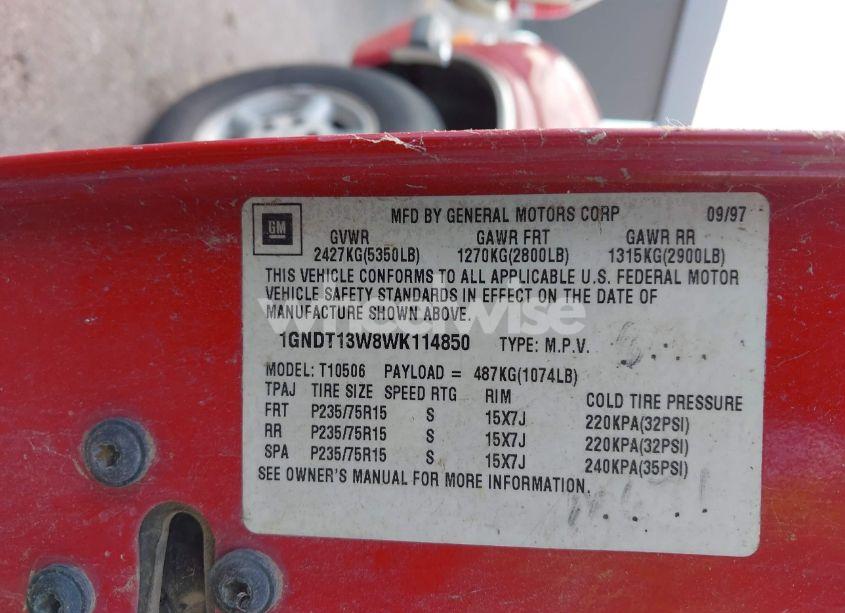 GM
MFD BY GENERAL MOTORS CORP 09/97
GVWR GAWR FRT GAWR RR
2427KG(5350LB) 1270KG(2800LB) 1315KG(2900LB)
THIS VEHICLE CONFORMS TO ALL APPLICABLE U.S. FEDERAL MOTOR
VEHICLE SAFETY STANDARDS IN EFFECT ON THE DATE OF
MANUFACTURE SHOWN ABOVE.
wheelwise
1GNDT13W8WK114850 TYPE: M.P.V.
MODEL: T10506 PAYLOAD = 487KG(1074LB)
TPAJ TIRE SIZE SPEED RTG RIM COLD TIRE PRESSURE
FRT P235/75R15 S 15X7J 220KPA(32PSI)
RR P235/75R15 S 15X7J 220KPA(32PSI)
SPA P235/75R15 S 15X7J 240KPA(35PSI)
SEE OWNER'S MANUAL FOR MORE INFORMATION.